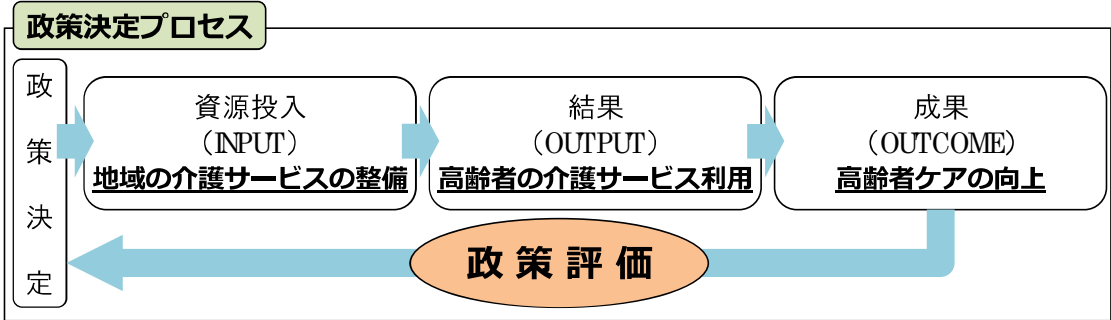 政策決定プロセス
政策決定
資源投入
（INPUT）
地域の介護サービスの整備
結果
（OUTPUT）
高齢者の介護サービス利用
成果
（OUTCOME）
高齢者ケアの向上
政策評価